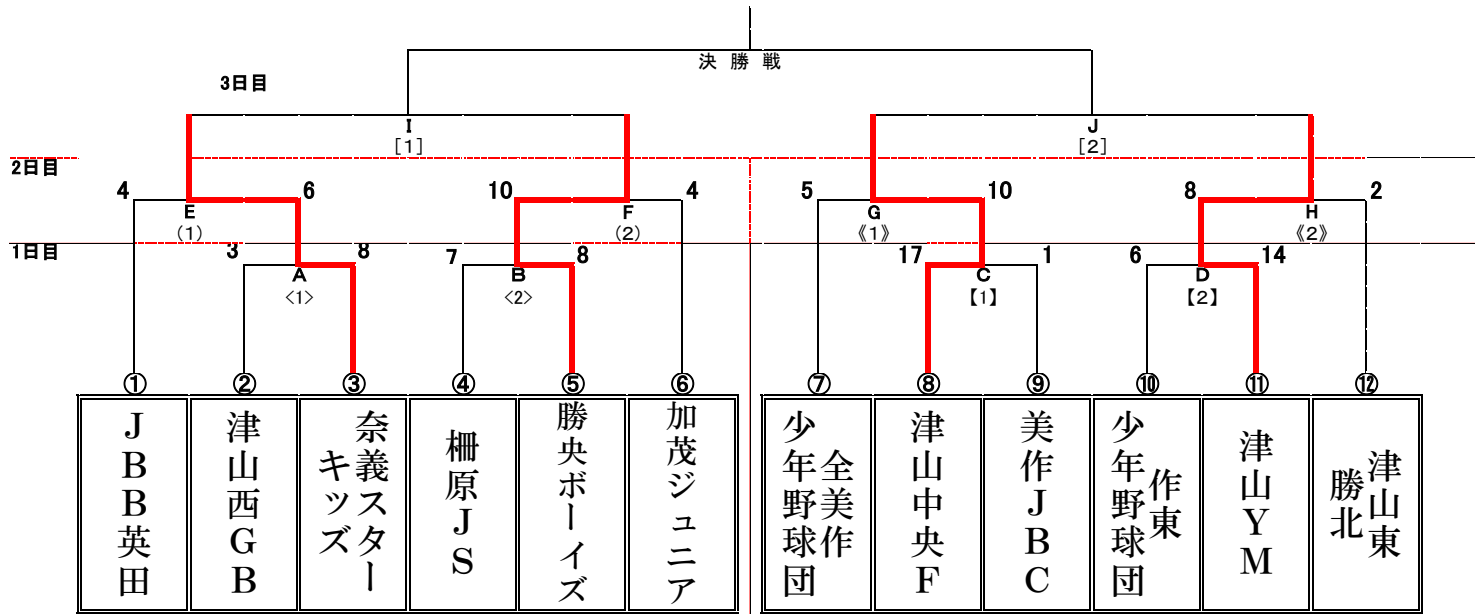 決勝戦
3日目
I
J
[1]
[2]
2日目
4
6
10
4
5
10
8
2
E
F
G
H
(1)
(2)
《1》
《2》
1日目
3
8
7
8
17
1
6
14
A
B
C
D
<1>
<2>
【1】
【2】
①
②
③
④
⑤
⑥
⑦
⑧
⑨
⑩
⑪
⑫
JBB英田
津山西GB
奈義スター
キッズ
柵原JS
勝央ボーイズ
加茂ジュニア
全美作
少年野球団
津山中央F
美作JBC
作東
少年野球団
津山YM
津山東
勝北